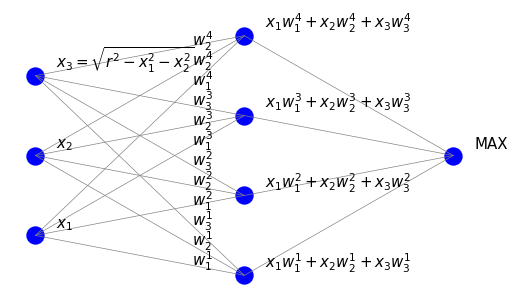 $x_1w_1^4 + x_2w_2^4 + x_3w_3^4$
$w_2^4$
$x_3 = \sqrt{r^2 - x_1^2 - x_2^2}$
$w_2^4$
$w_1^4$
$w_3^3$
$x_1w_1^3 + x_2w_2^3 + x_3w_3^3$
$w_2^3$
$w_1^3$
$x_2$
MAX
$w_2^2$
$w_2^2$
$x_1w_1^2 + x_2w_2^2 + x_3w_3^2$
$w_1^2$
$w_3^1$
$x_1$
$w_2^1$
$w_1^1$
$x_1w_1^1 + x_2w_2^1 + x_3w_3^1$